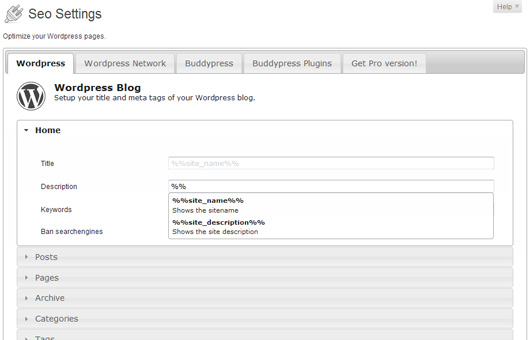 Help
Seo Settings
Optimize your Wordpress pages.
Wordpress Wordpress Network Buddypress Buddypress Plugins Get Pro version!
Wordpress Blog
Setup your title and meta tags of your Wordpress blog.
Home
Title %%site_name%%
Description %%
%%site_name%%
Keywords Shows the sitename
%%site_description%%
Ban searchengines Shows the site description
Posts
Pages
Archive
Categories
Tags